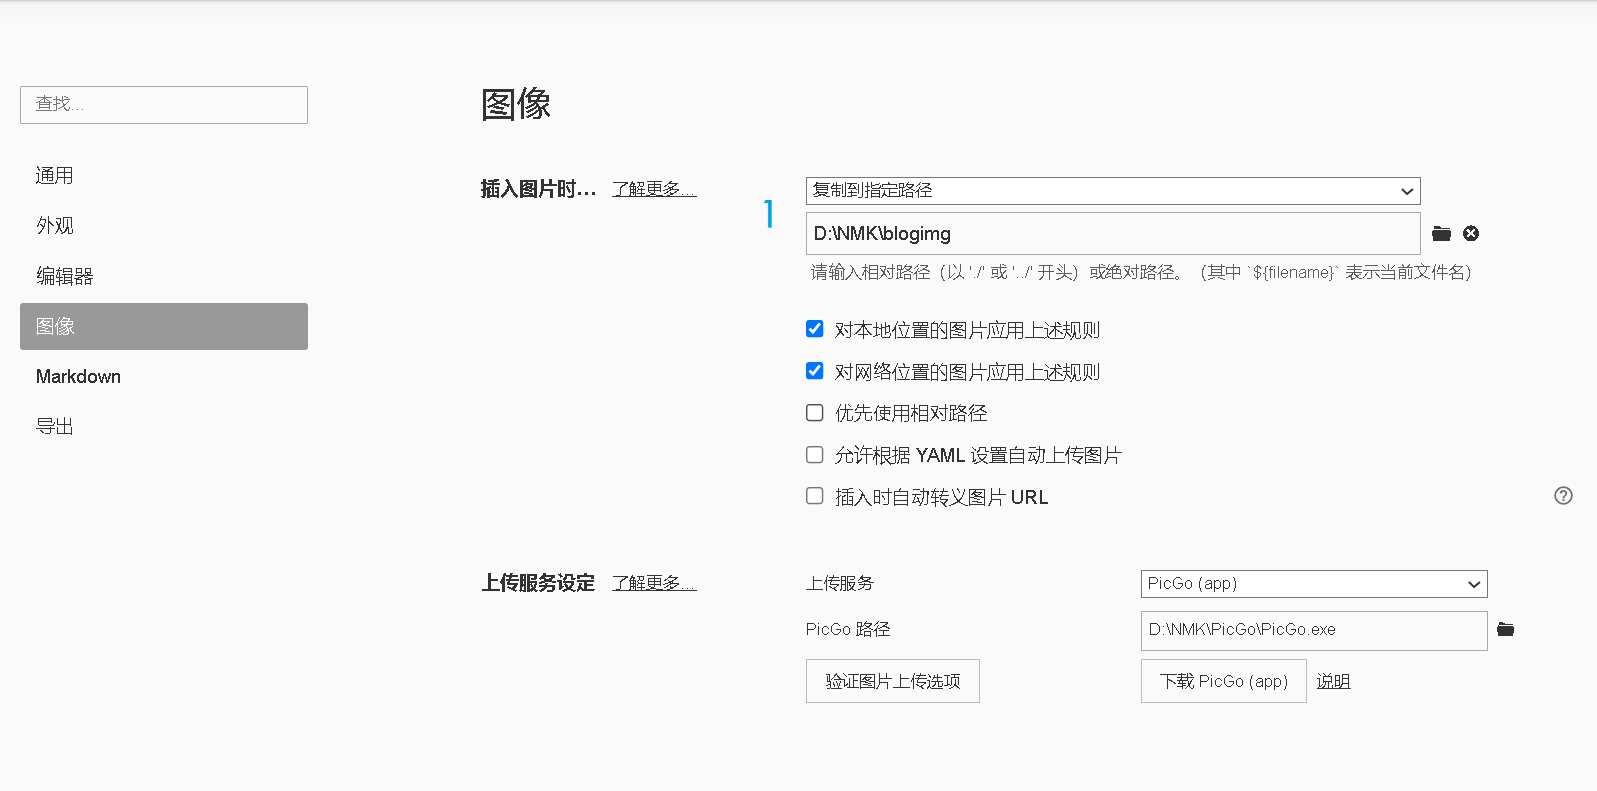 查找...
通用
外观
编辑器
图像
Markdown
导出
图像
插入图片时... 了解更多...
复制到指定路径
1
D:\NMK\blogimg
请输入相对路径（以 './' 或 '../' 开头）或绝对路径。（其中 `${filename}` 表示当前文件名）
对本地位置的图片应用上述规则
对网络位置的图片应用上述规则
优先使用相对路径
允许根据 YAML 设置自动上传图片
插入时自动转义图片 URL
?
上传服务设定 了解更多...
上传服务 PicGo (app)
PicGo 路径 D:\NMK\PicGo\PicGo.exe
验证图片上传选项 下载 PicGo (app) 说明